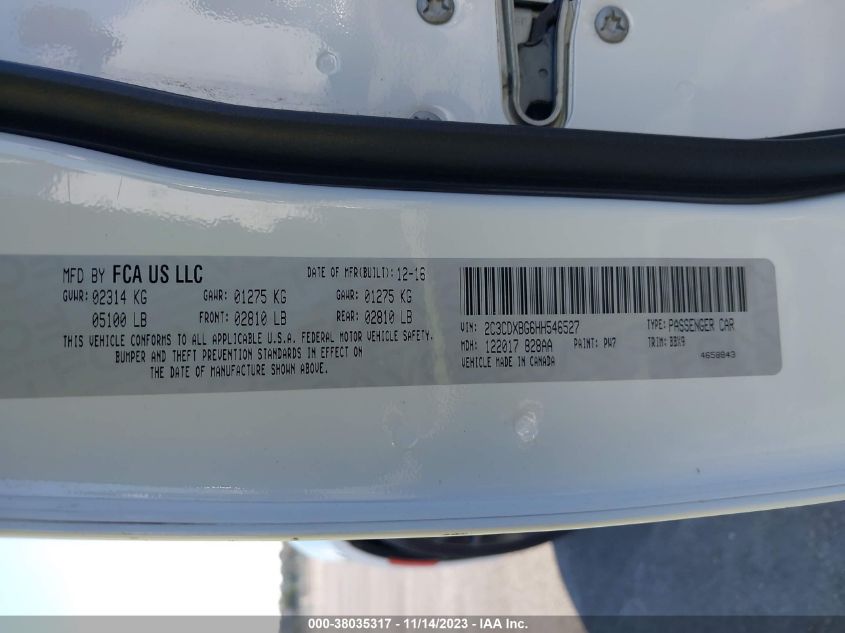 MFD BY FCA US LLC
DATE OF MFR(BUILT): 12-16
GVWR: 02314 KG GAWR: 01275 KG GAWR: 01275 KG
05100 LB FRONT: 02810 LB REAR: 02810 LB
THIS VEHICLE CONFORMS TO ALL APPLICABLE U.S.A. FEDERAL MOTOR VEHICLE SAFETY,
BUMPER AND THEFT PREVENTION STANDARDS IN EFFECT ON
THE DATE OF MANUFACTURE SHOWN ABOVE.
VIN: 2C3CDXBG6HH546527 TYPE: PASSENGER CAR
MDH: 122017 828AA PAINT: PW7 TRIM: BBX9
VEHICLE MADE IN CANADA 4658843
000-38035317 - 11/14/2023 - IAA Inc.